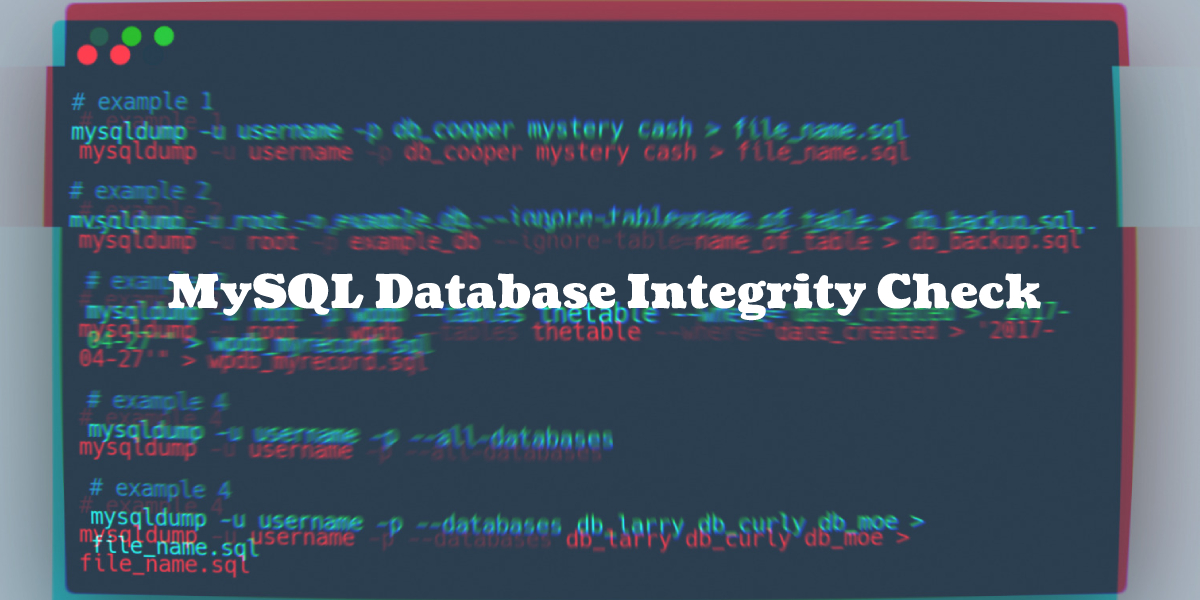 # example 1
mysqldump -u username -p db_cooper mystery cash > file_name.sql
# example 2
mysqldump -u root -p example_db --ignore-table=name_of_table > db_backup.sql
# example
MySQL Database Integrity Check
mysqldump -u root wpdb --tables thetable --where="date_created > '2017-
04-27'" > wpdb_myrecord.sql
# example 4
mysqldump -u username -p --all-databases
# example 4
mysqldump -u username -p --databases db_larry db_curly db_moe >
file_name.sql